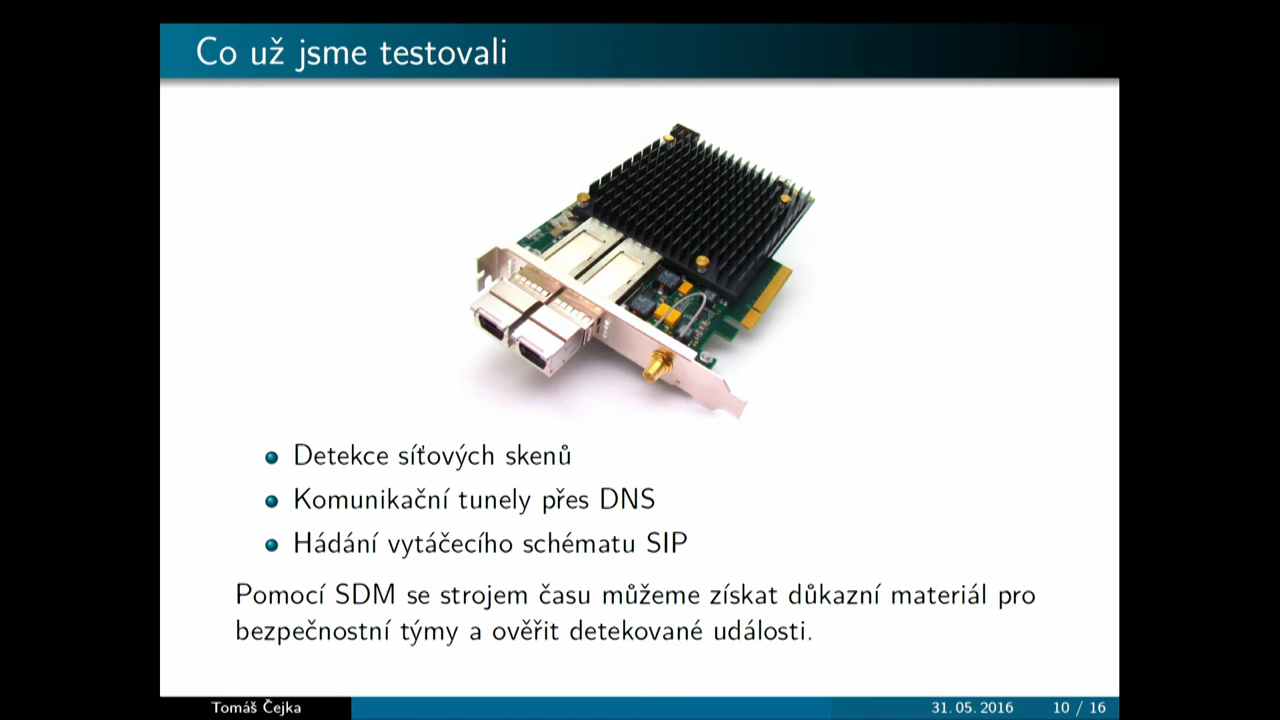 Co už jsme testovali
Detekce síťových skenů
Komunikační tunely přes DNS
Hádání vytáčecího schématu SIP
Pomocí SDM se strojem času můžeme získat důkazní materiál pro
bezpečnostní týmy a ověřit detekované události.
Tomáš Čejka
31. 05. 2016
10 / 16